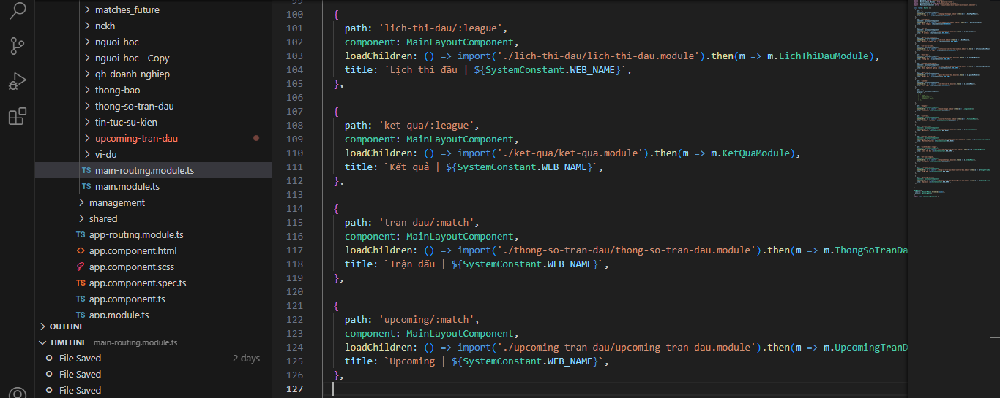 matches_future
nckh
nguoi-hoc
nguoi-hoc - Copy
qh-doanh-nghiep
thong-bao
thong-so-tran-dau
tin-tuc-su-kien
upcoming-tran-dau
vi-du
TS main-routing.module.ts
TS main.module.ts
management
shared
TS app-routing.module.ts
<> app.component.html
app.component.scss
TS app.component.spec.ts
TS app.component.ts
TS app.module.ts
OUTLINE
TIMELINE main-routing.module.ts
File Saved 2 days
File Saved
File Saved
99
100 {
101 path: 'lich-thi-dau/:league',
102 component: MainLayoutComponent,
103 loadChildren: () => import('./lich-thi-dau/lich-thi-dau.module').then(m => m.LichThiDauModule),
104 title: `Lịch thi đấu | ${SystemConstant.WEB_NAME}`,
105 },
106
107 {
108 path: 'ket-qua/:league',
109 component: MainLayoutComponent,
110 loadChildren: () => import('./ket-qua/ket-qua.module').then(m => m.KetQuaModule),
111 title: `Kết quả | ${SystemConstant.WEB_NAME}`,
112 },
113
114 {
115 path: 'tran-dau/:match',
116 component: MainLayoutComponent,
117 loadChildren: () => import('./thong-so-tran-dau/thong-so-tran-dau.module').then(m => m.ThongSoTranDa
118 title: `Trận đấu | ${SystemConstant.WEB_NAME}`,
119 },
120
121 {
122 path: 'upcoming/:match',
123 component: MainLayoutComponent,
124 loadChildren: () => import('./upcoming-tran-dau/upcoming-tran-dau.module').then(m => m.UpcomingTranD
125 title: `Upcoming | ${SystemConstant.WEB_NAME}`,
126 },
127